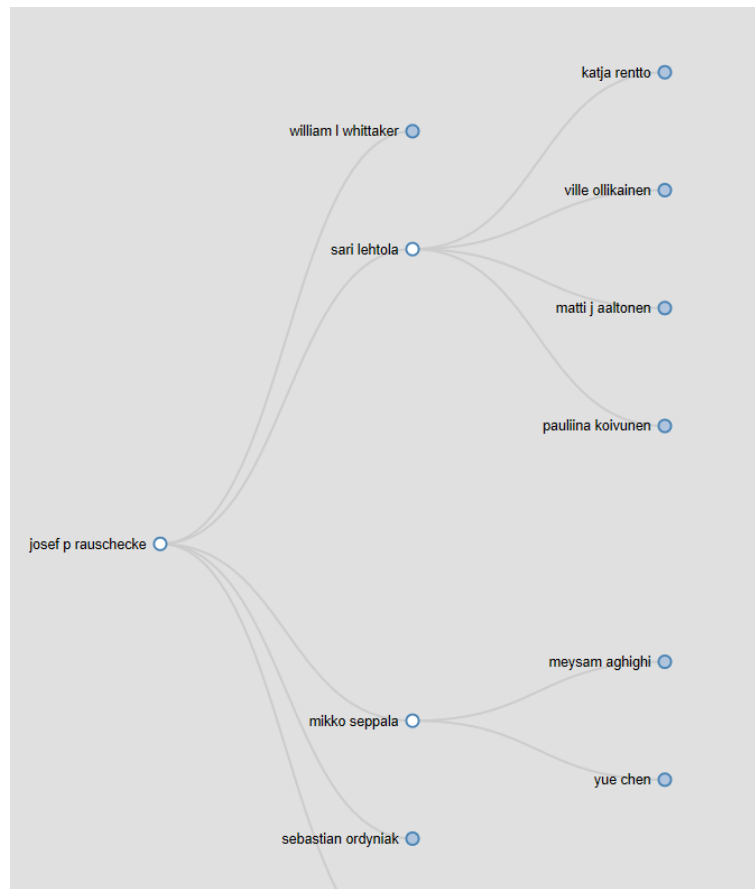 katja rentto
william l whittaker
ville ollikainen
sari lehtola
matti j aaltonen
pauliina koivunen
josef p rauschecke
meysam aghighi
mikko seppala
yue chen
sebastian ordyniak